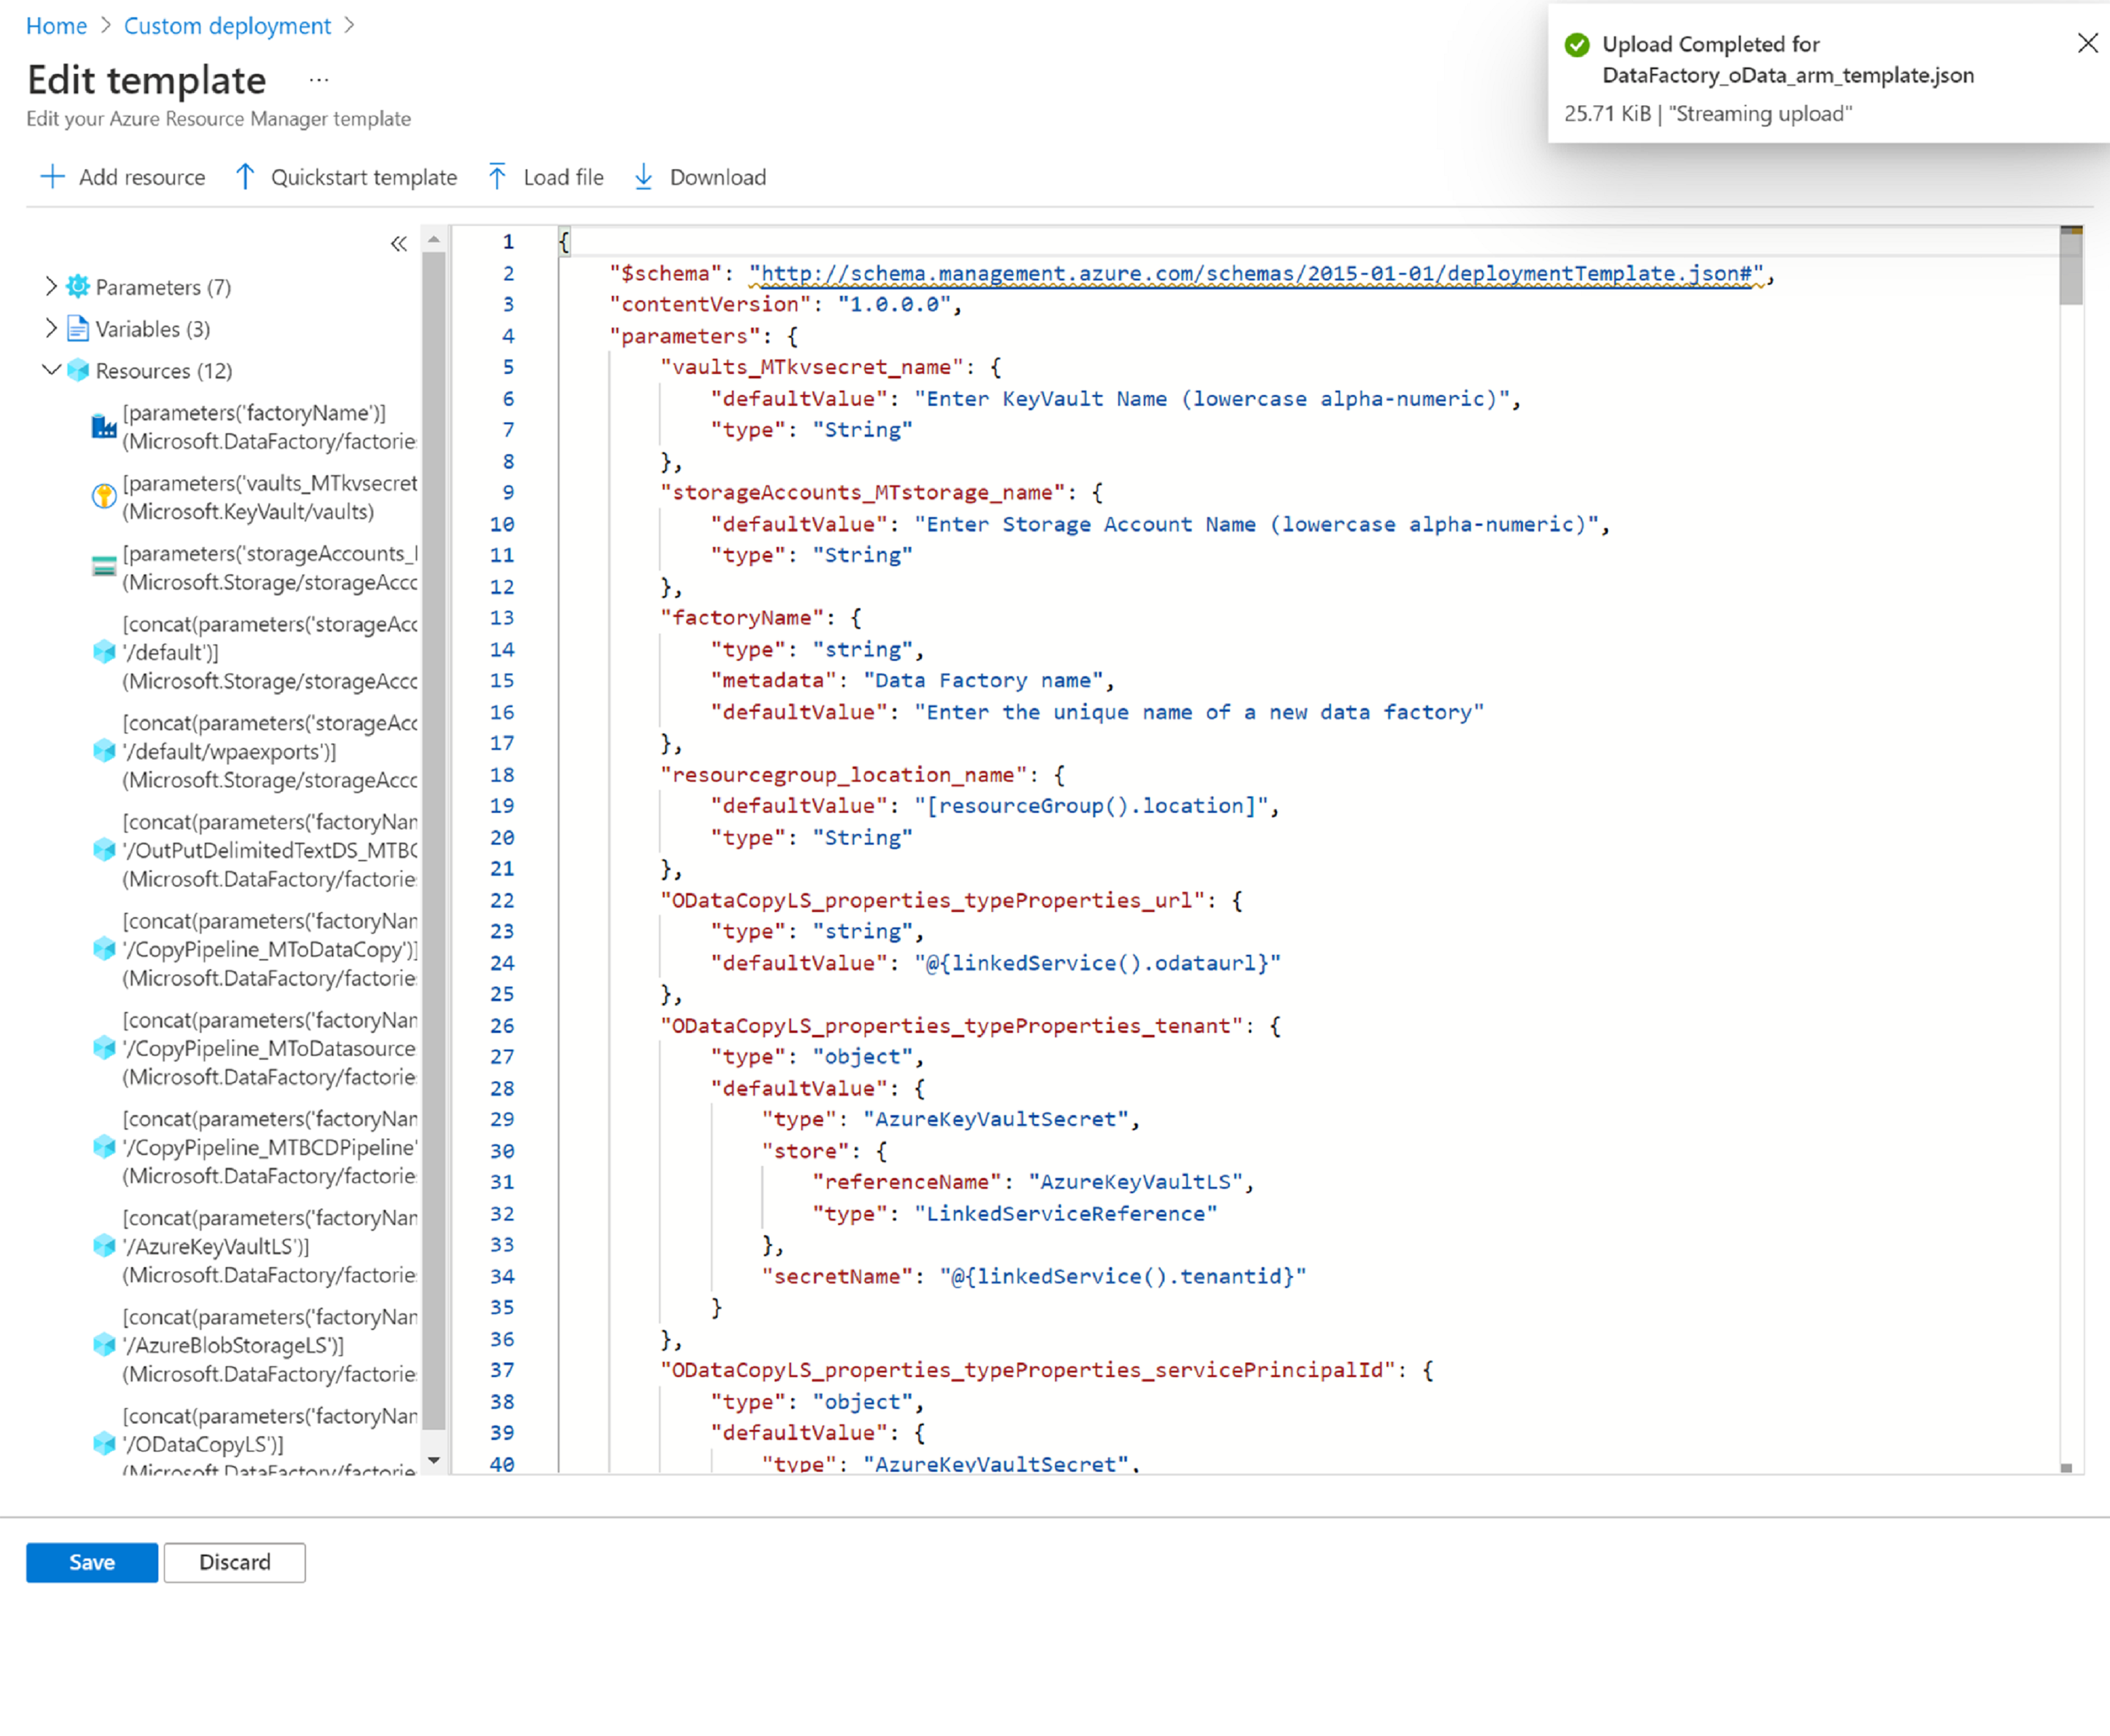 Home > Custom deployment >
Edit template ...
Edit your Azure Resource Manager template
Upload Completed for
DataFactory_oData_arm_template.json
25.71 KiB | "Streaming upload"
Add resource
Quickstart template
Load file
Download
Parameters (7)
Variables (3)
Resources (12)
[parameters('factoryName')]
(Microsoft.DataFactory/factorie
[parameters('vaults_MTkvsecret
(Microsoft.KeyVault/vaults)
[parameters('storageAccounts_
(Microsoft.Storage/storageAccc
[concat(parameters('storageAcc
'/default')]
(Microsoft.Storage/storageAccc
[concat(parameters('storageAcc
'/default/wpaexports')]
(Microsoft.Storage/storageAccc
[concat(parameters('factoryNan
'/OutPutDelimitedTextDS_MTBC
(Microsoft.DataFactory/factorie
[concat(parameters('factoryNan
'/CopyPipeline_MToDataCopy')]
(Microsoft.DataFactory/factorie
[concat(parameters('factoryNan
'/CopyPipeline_MToDatasource
(Microsoft.DataFactory/factorie
[concat(parameters('factoryNan
'/CopyPipeline_MTBCDPipeline'
(Microsoft.DataFactory/factorie
[concat(parameters('factoryNan
'/AzureKeyVaultLS')]
(Microsoft.DataFactory/factorie
[concat(parameters('factoryNan
'/AzureBlobStorageLS')]
(Microsoft.DataFactory/factorie
[concat(parameters('factoryNan
'/ODataCopyLS')]
(Microsoft.DataFactory/factorie
1 {
2 "$schema": "http://schema.management.azure.com/schemas/2015-01-01/deploymentTemplate.json#",
3 "contentVersion": "1.0.0.0",
4 "parameters": {
5 "vaults_MTkvsecret_name": {
6 "defaultValue": "Enter KeyVault Name (lowercase alpha-numeric)",
7 "type": "String"
8 },
9 "storageAccounts_MTstorage_name": {
10 "defaultValue": "Enter Storage Account Name (lowercase alpha-numeric)",
11 "type": "String"
12 },
13 "factoryName": {
14 "type": "string",
15 "metadata": "Data Factory name",
16 "defaultValue": "Enter the unique name of a new data factory"
17 },
18 "resourcegroup_location_name": {
19 "defaultValue": "[resourceGroup().location]",
20 "type": "String"
21 },
22 "ODataCopyLS_properties_typeProperties_url": {
23 "type": "string",
24 "defaultValue": "@{linkedService().odataurl}"
25 },
26 "ODataCopyLS_properties_typeProperties_tenant": {
27 "type": "object",
28 "defaultValue": {
29 "type": "AzureKeyVaultSecret",
30 "store": {
31 "referenceName": "AzureKeyVaultLS",
32 "type": "LinkedServiceReference"
33 },
34 "secretName": "@{linkedService().tenantid}"
35 }
36 },
37 "ODataCopyLS_properties_typeProperties_servicePrincipalId": {
38 "type": "object",
39 "defaultValue": {
40 "type": "AzureKeyVaultSecret",
Save
Discard